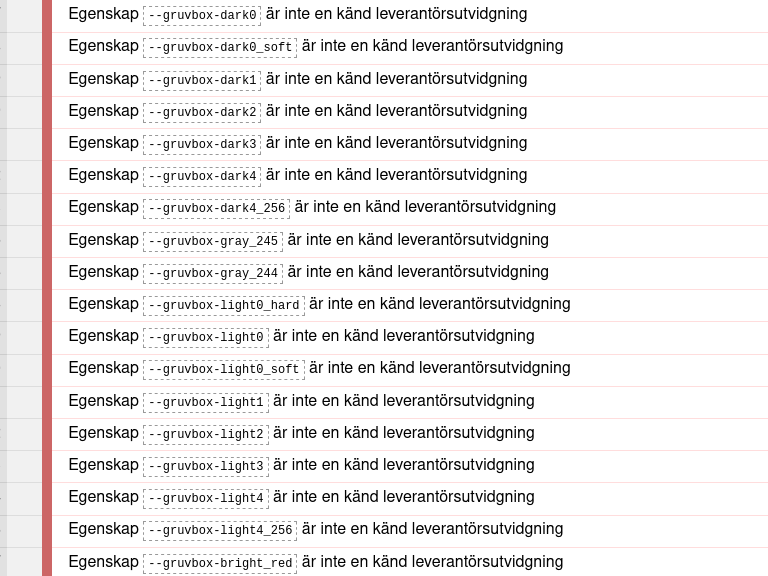 Egenskap --gruvbox-dark0 är inte en känd leverantörsutvidgning
Egenskap --gruvbox-dark0_soft är inte en känd leverantörsutvidgning
Egenskap --gruvbox-dark1 är inte en känd leverantörsutvidgning
Egenskap --gruvbox-dark2 är inte en känd leverantörsutvidgning
Egenskap --gruvbox-dark3 är inte en känd leverantörsutvidgning
Egenskap --gruvbox-dark4 är inte en känd leverantörsutvidgning
Egenskap --gruvbox-dark4_256 är inte en känd leverantörsutvidgning
Egenskap --gruvbox-gray_245 är inte en känd leverantörsutvidgning
Egenskap --gruvbox-gray_244 är inte en känd leverantörsutvidgning
Egenskap --gruvbox-light0_hard är inte en känd leverantörsutvidgning
Egenskap --gruvbox-light0 är inte en känd leverantörsutvidgning
Egenskap --gruvbox-light0_soft är inte en känd leverantörsutvidgning
Egenskap --gruvbox-light1 är inte en känd leverantörsutvidgning
Egenskap --gruvbox-light2 är inte en känd leverantörsutvidgning
Egenskap --gruvbox-light3 är inte en känd leverantörsutvidgning
Egenskap --gruvbox-light4 är inte en känd leverantörsutvidgning
Egenskap --gruvbox-light4_256 är inte en känd leverantörsutvidgning
Egenskap --gruvbox-bright_red är inte en känd leverantörsutvidgning